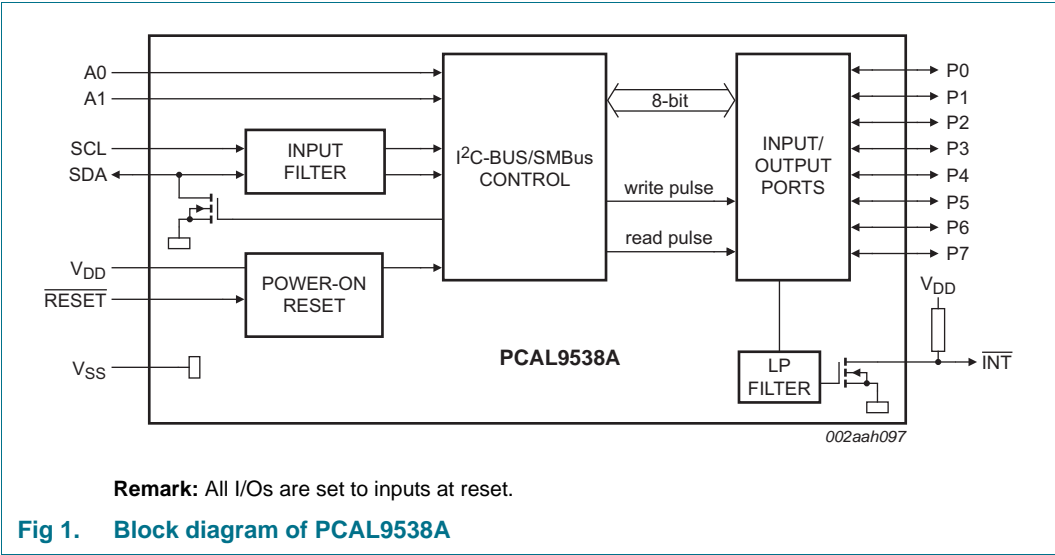 A0
A1
SCL
SDA
VDD
RESET
VSS
INPUT
FILTER
POWER-ON
RESET
I2C-BUS/SMBus
CONTROL
8-bit
write pulse
read pulse
INPUT/
OUTPUT
PORTS
P0
P1
P2
P3
P4
P5
P6
P7
VDD
INT
PCAL9538A
LP
FILTER
002aah097
Remark: All I/Os are set to inputs at reset.
Fig 1. Block diagram of PCAL9538A